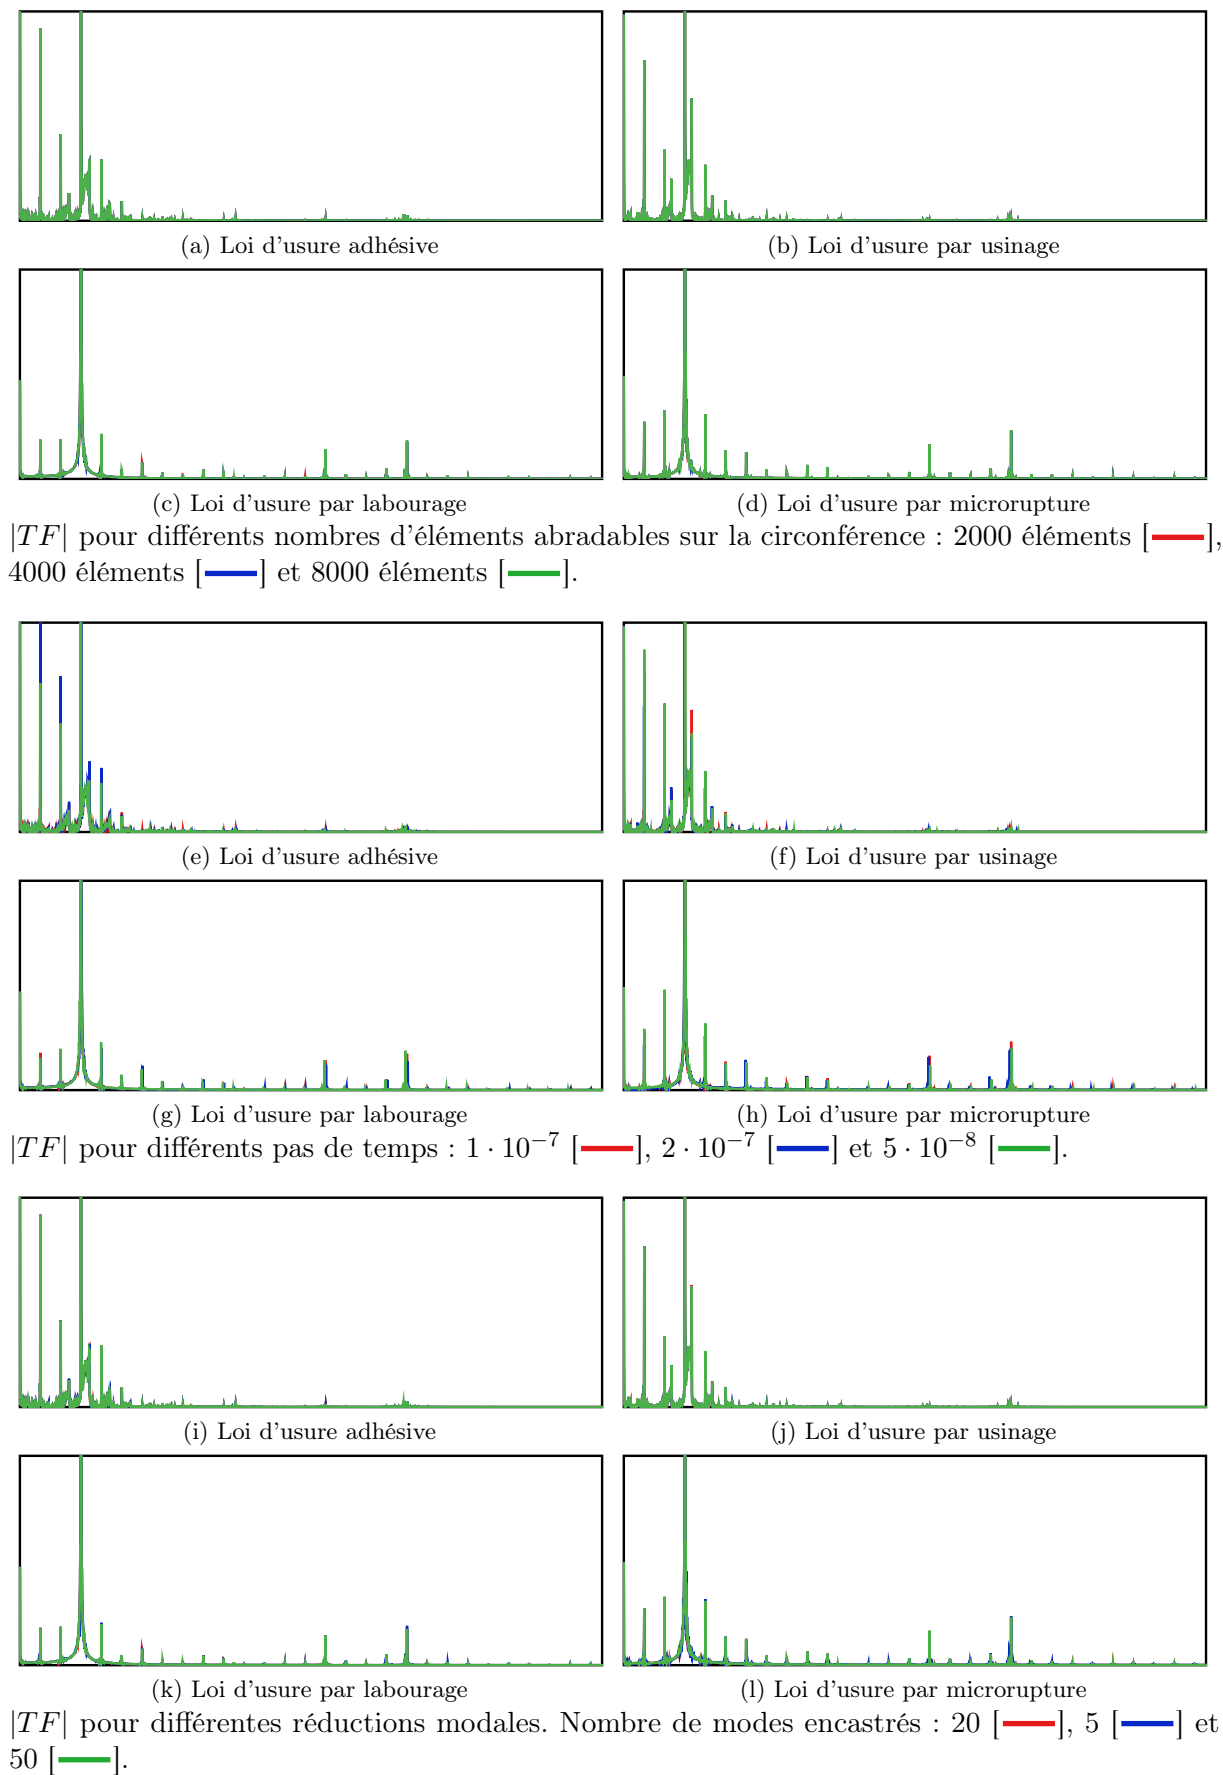 (a) Loi d'usure adhésive
(b) Loi d'usure par usinage
(c) Loi d'usure par labourage
(d) Loi d'usure par microrupture
|TF| pour différents nombres d'éléments abradables sur la circonférence : 2000 éléments [ ],
4000 éléments [ ] et 8000 éléments [ ].
(e) Loi d'usure adhésive
(f) Loi d'usure par usinage
(g) Loi d'usure par labourage
(h) Loi d'usure par microrupture
|TF| pour différents pas de temps : 1 · 10⁻⁷ [ ], 2 · 10⁻⁷ [ ] et 5 · 10⁻⁸ [ ].
(i) Loi d'usure adhésive
(j) Loi d'usure par usinage
(k) Loi d'usure par labourage
(l) Loi d'usure par microrupture
|TF| pour différentes réductions modales. Nombre de modes encastrés : 20 [ ], 5 [ ] et
50 [ ].